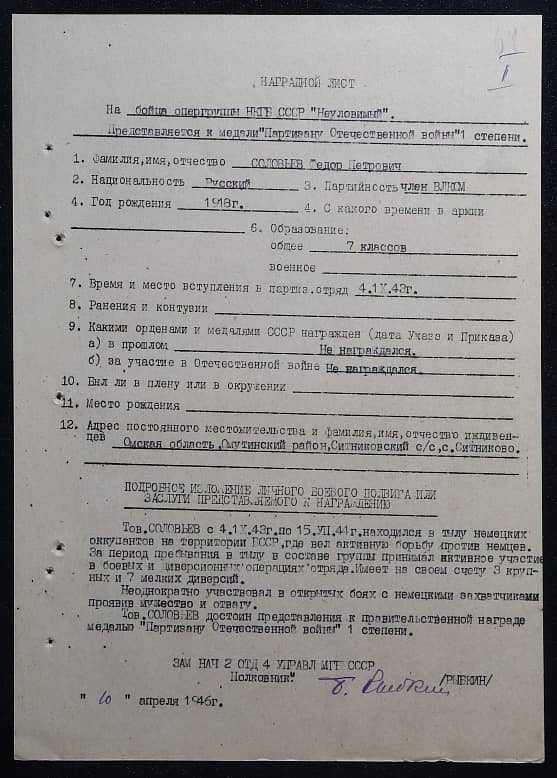 НАГРАДНОЙ ЛИСТ
На бойца опергруппы НКГБ СССР "Неуловимый".
Представляется к медали"Партизану Отечественной войны"1 степени.
1. Фамилия,имя,отчество СОЛОВЬЕВ Федор Петрович
2. Национальность Русский 3. Партийность член ВЛКСМ
4. Год рождения 1918г. 4. С какого времени в армии
6. Образование:
общее 7 классов
военное
7. Время и место вступления в партиз.отряд 4.IX.43г.
8. Ранения и контузии
9. Какими орденами и медалями СССР награжден (дата Указа и Приказа)
а) в прошлом Не награждался.
б) за участие в Отечественной войне Не награждался.
10. Был ли в плену или в окружении
11. Место рождения
12. Адрес постоянного местожительства и фамилия,имя,отчество иждивен-
цев Омская область, Омутинский район,Ситниковский с/с,с.Ситниково.
ПОДРОБНОЕ ИЗЛОЖЕНИЕ ЛИЧНОГО БОЕВОГО ПОДВИГА ИЛИ
ЗАСЛУГИ ПРЕДСТАВЛЯЕМОГО К НАГРАЖДЕНИЮ
Тов.СОЛОВЬЕВ с 4.IX.43г.по 15.УП.44г.находился в тылу немецких
оккупантов на территории БССР,где вел активную борьбу против немцев.
За период пребывания в тылу в составе группы принимал активное участие
в боевых и диверсионных операциях отряда.Имеет на своем счету 3 круп-
ных и 7 мелких диверсий.
Неоднократно участвовал в открытых боях с немецкими захватчиками
проявив мужество и отвагу.
Тов.СОЛОВЬЕВ достоин представления к правительственной награде
медалью "Партизану Отечественной войны" 1 степени.
ЗАМ НАЧ 2 ОТД 4 УПРАВЛ МГБ СССР
Полковник" /РЫБКИН/
" 10 " апреля 1946г.